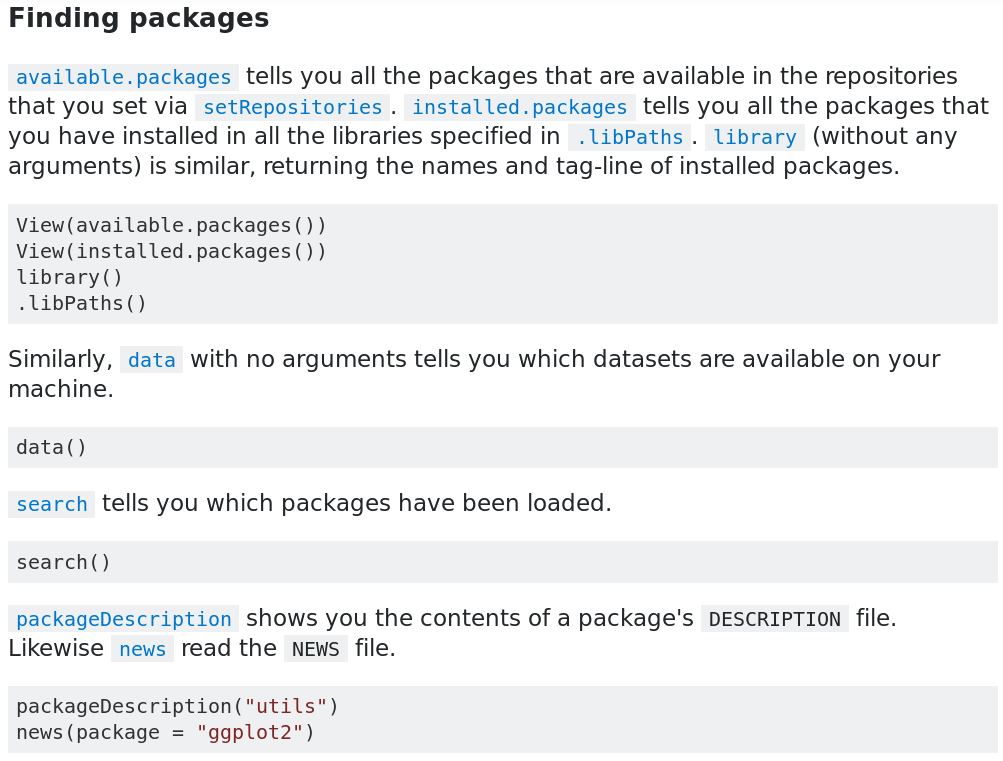 Finding packages
available.packages tells you all the packages that are available in the repositories
that you set via setRepositories. installed.packages tells you all the packages that
you have installed in all the libraries specified in .libPaths. library (without any
arguments) is similar, returning the names and tag-line of installed packages.
View(available.packages())
View(installed.packages())
library()
.libPaths()
Similarly, data with no arguments tells you which datasets are available on your
machine.
data()
search tells you which packages have been loaded.
search()
packageDescription shows you the contents of a package's DESCRIPTION file.
Likewise news read the NEWS file.
packageDescription("utils")
news(package = "ggplot2")